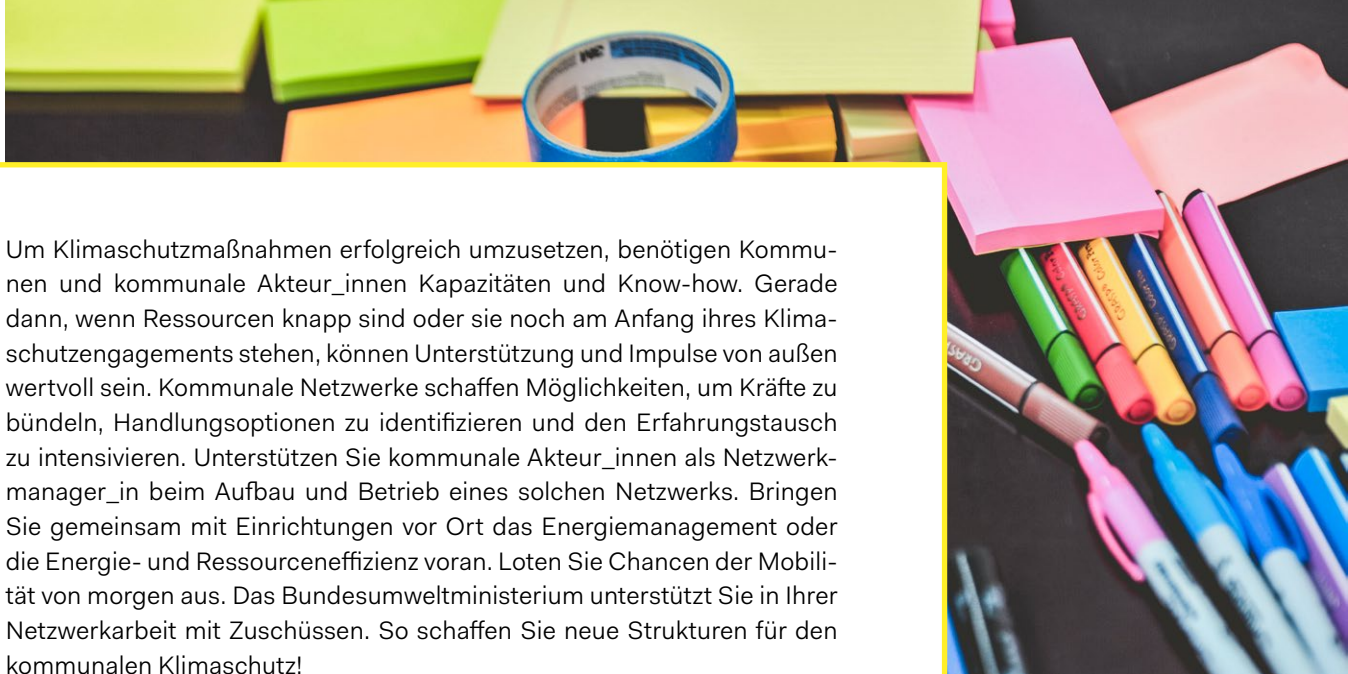 3M
Um Klimaschutzmaßnahmen erfolgreich umzusetzen, benötigen Kommu-
nen und kommunale Akteur_innen Kapazitäten und Know-how. Gerade
dann, wenn Ressourcen knapp sind oder sie noch am Anfang ihres Klima-
schutzengagements stehen, können Unterstützung und Impulse von außen
wertvoll sein. Kommunale Netzwerke schaffen Möglichkeiten, um Kräfte zu
bündeln, Handlungsoptionen zu identifizieren und den Erfahrungstausch
zu intensivieren. Unterstützen Sie kommunale Akteur_innen als Netzwerk-
manager_in beim Aufbau und Betrieb eines solchen Netzwerks. Bringen
Sie gemeinsam mit Einrichtungen vor Ort das Energiemanagement oder
die Energie- und Ressourceneffizienz voran. Loten Sie Chancen der Mobili-
tät von morgen aus. Das Bundesumweltministerium unterstützt Sie in Ihrer
Netzwerkarbeit mit Zuschüssen. So schaffen Sie neue Strukturen für den
kommunalen Klimaschutz!